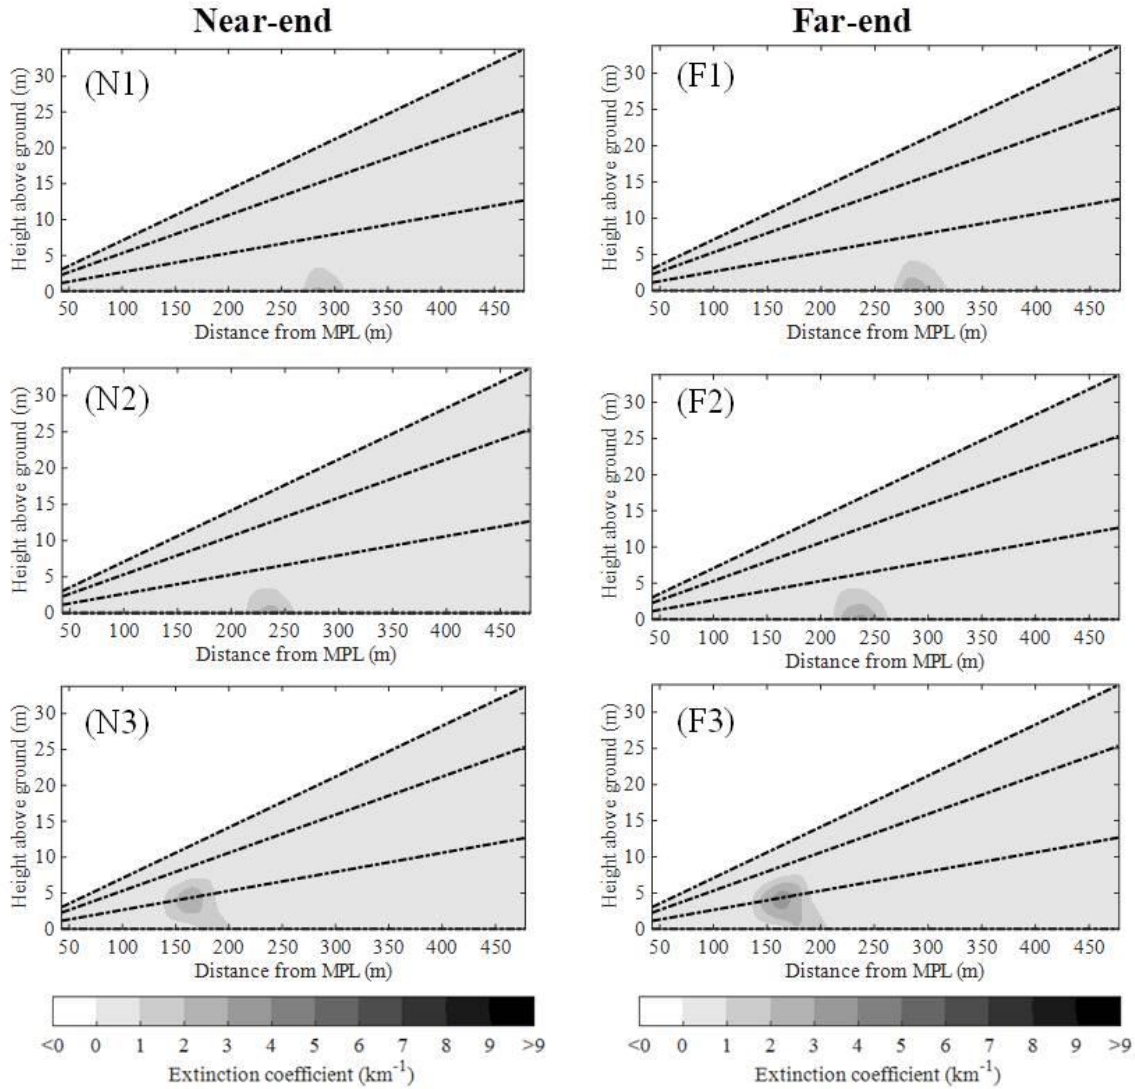 Near-end
Far-end
(N1)
Height above ground (m)
30
25
20
15
10
5
0
50 100 150 200 250 300 350 400 450
Distance from MPL (m)
(F1)
Height above ground (m)
30
25
20
15
10
5
0
50 100 150 200 250 300 350 400 450
Distance from MPL (m)
(N2)
Height above ground (m)
30
25
20
15
10
5
0
50 100 150 200 250 300 350 400 450
Distance from MPL (m)
(F2)
Height above ground (m)
30
25
20
15
10
5
0
50 100 150 200 250 300 350 400 450
Distance from MPL (m)
(N3)
Height above ground (m)
30
25
20
15
10
5
0
50 100 150 200 250 300 350 400 450
Distance from MPL (m)
(F3)
Height above ground (m)
30
25
20
15
10
5
0
50 100 150 200 250 300 350 400 450
Distance from MPL (m)
<0 0 1 2 3 4 5 6 7 8 9 >9
Extinction coefficient (km⁻¹)
<0 0 1 2 3 4 5 6 7 8 9 >9
Extinction coefficient (km⁻¹)